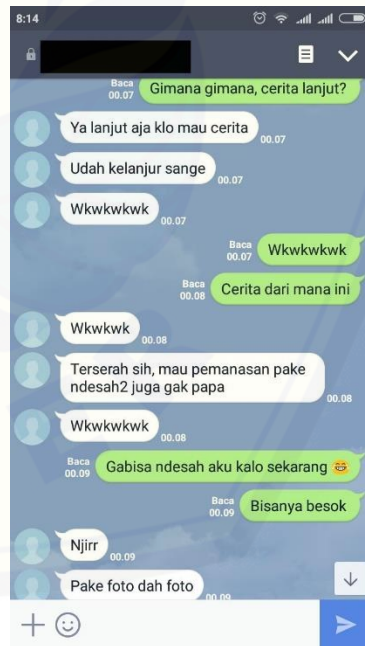 8:14
Baca
00.07
Gimana gimana, cerita lanjut?
Ya lanjut aja klo mau cerita
00.07
Udah kelanjur sange
00.07
Wkwkwkwk
00.07
Baca
00.07
Wkwkwkwk
Baca
00.08
Cerita dari mana ini
Wkwkwk
00.08
Terserah sih, mau pemanasan pake
ndesah2 juga gak papa
00.08
Wkwkwkwk
00.08
Baca
00.09
Gabisa ndesah aku kalo sekarang 😁
Baca
00.09
Bisanya besok
Njirr
00.09
Pake foto dah foto
00.09